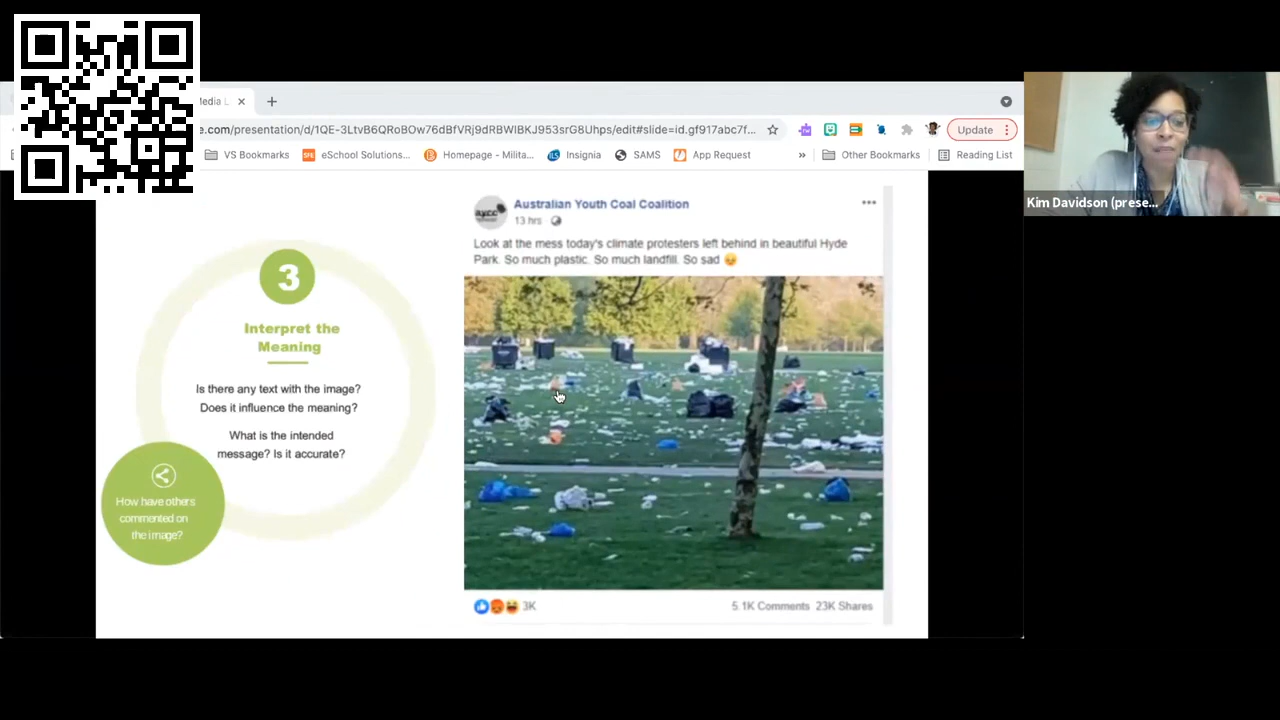 Media L
e.com/presentation/d/1QE-3LtvB6QRoBOw76dBfVRj9dRBWIBKJ953srG8Uhps/edit#slide=id.gf917abc7f...
Update
VS Bookmarks
SFE
eSchool Solutions...
Homepage - Milita...
Insignia
SAMS
App Request
»
Other Bookmarks
Reading List
Kim Davidson (prese...
3
Interpret the
Meaning
Is there any text with the image?
Does it influence the meaning?
What is the intended
message? Is it accurate?
How have others
commented on
the image?
aycc
Australian Youth Coal Coalition
13 hrs
Look at the mess today's climate protesters left behind in beautiful Hyde
Park. So much plastic. So much landfill. So sad
3K
5.1K Comments 23K Shares